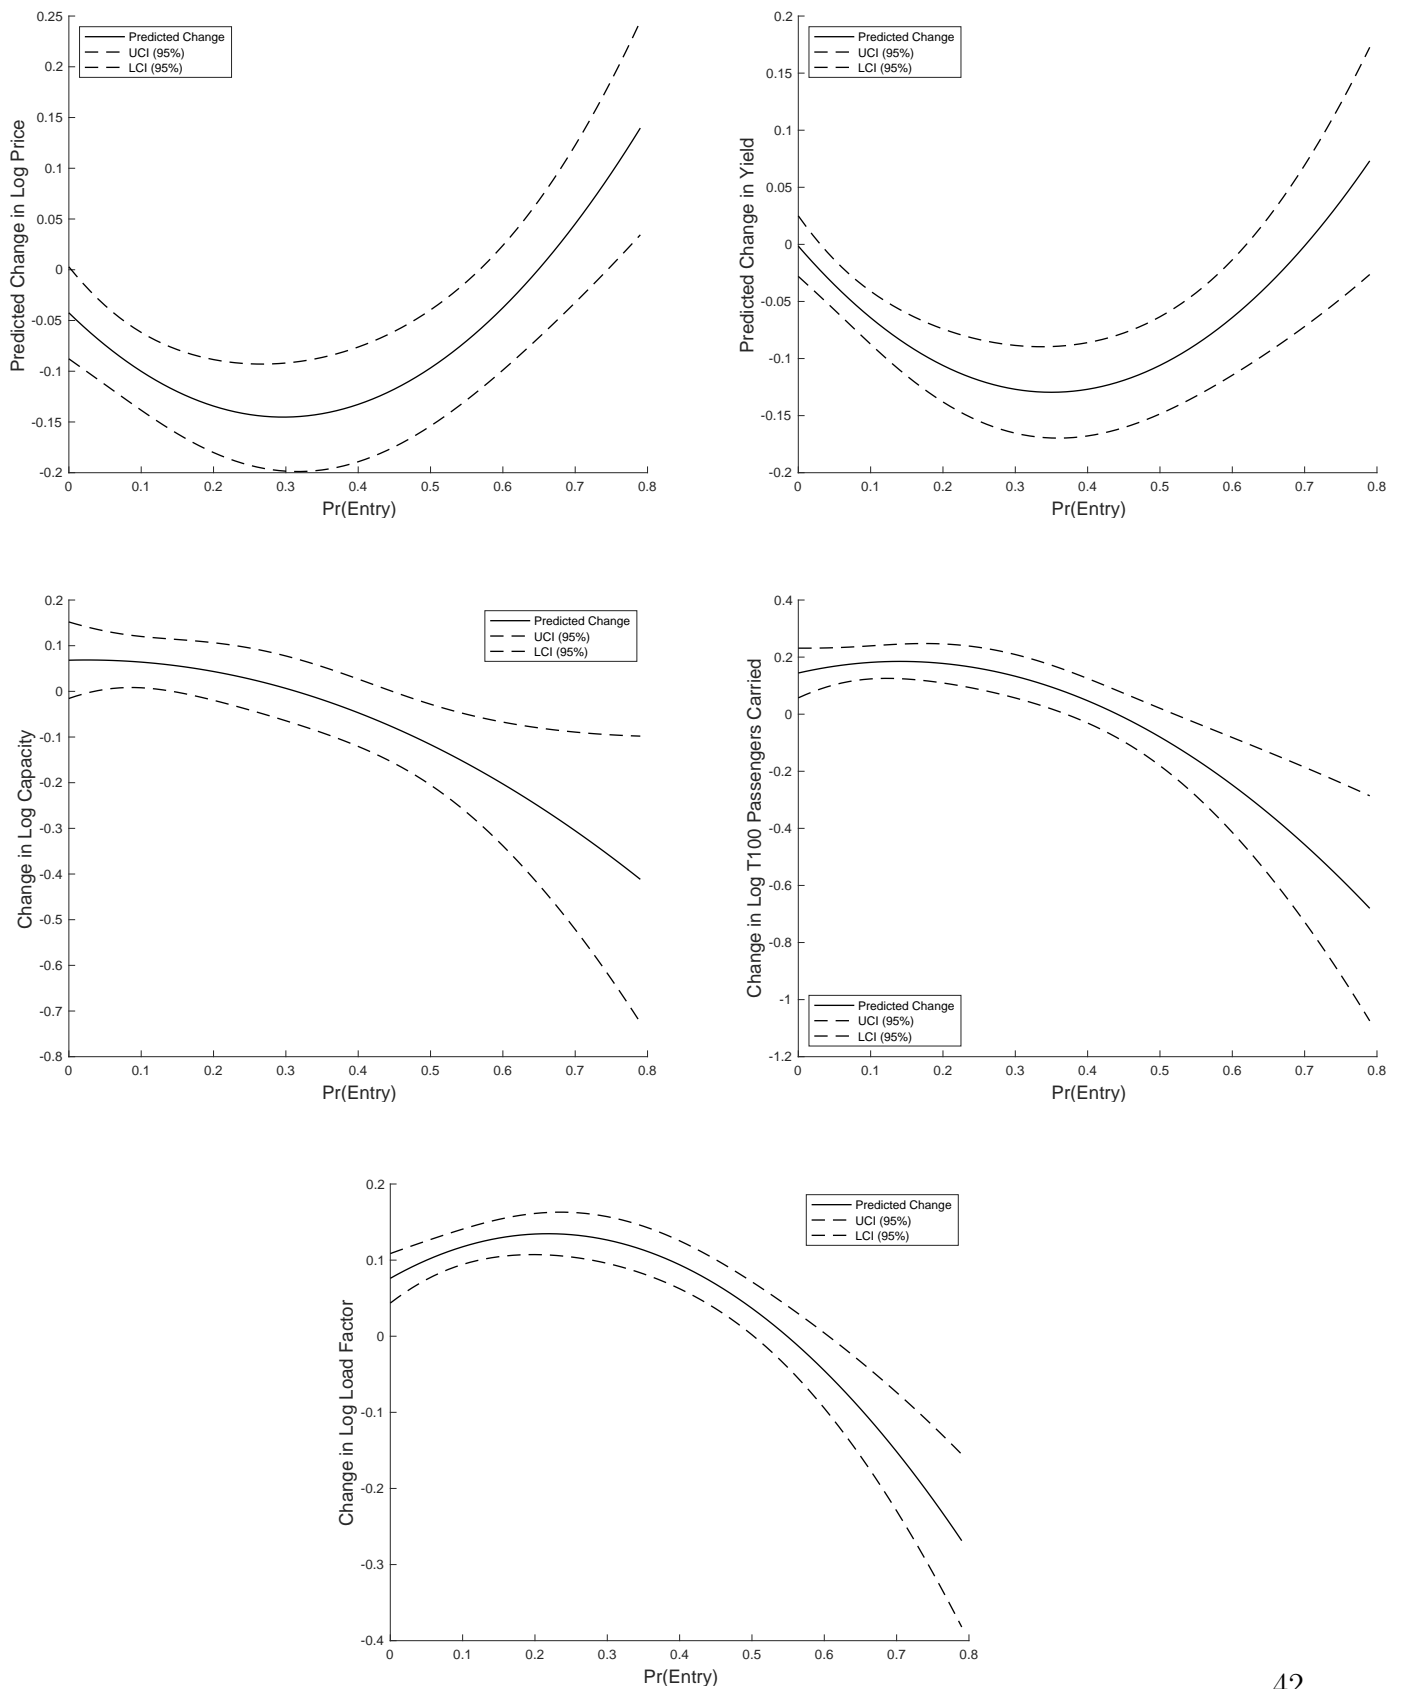 Predicted Change
UCI (95%)
LCI (95%)
Predicted Change in Log Price
0.25
0.2
0.15
0.1
0.05
0
-0.05
-0.1
-0.15
-0.2
0 0.1 0.2 0.3 0.4 0.5 0.6 0.7 0.8
Pr(Entry)
Predicted Change
UCI (95%)
LCI (95%)
Predicted Change in Yield
0.2
0.15
0.1
0.05
0
-0.05
-0.1
-0.15
-0.2
0 0.1 0.2 0.3 0.4 0.5 0.6 0.7 0.8
Pr(Entry)
Predicted Change
UCI (95%)
LCI (95%)
Change in Log Capacity
0.2
0.1
0
-0.1
-0.2
-0.3
-0.4
-0.5
-0.6
-0.7
-0.8
0 0.1 0.2 0.3 0.4 0.5 0.6 0.7 0.8
Pr(Entry)
Change in Log T100 Passengers Carried
0.4
0.2
0
-0.2
-0.4
-0.6
-0.8
-1
-1.2
Predicted Change
UCI (95%)
LCI (95%)
0 0.1 0.2 0.3 0.4 0.5 0.6 0.7 0.8
Pr(Entry)
Predicted Change
UCI (95%)
LCI (95%)
Change in Log Load Factor
0.2
0.1
0
-0.1
-0.2
-0.3
-0.4
0 0.1 0.2 0.3 0.4 0.5 0.6 0.7 0.8
Pr(Entry)
42